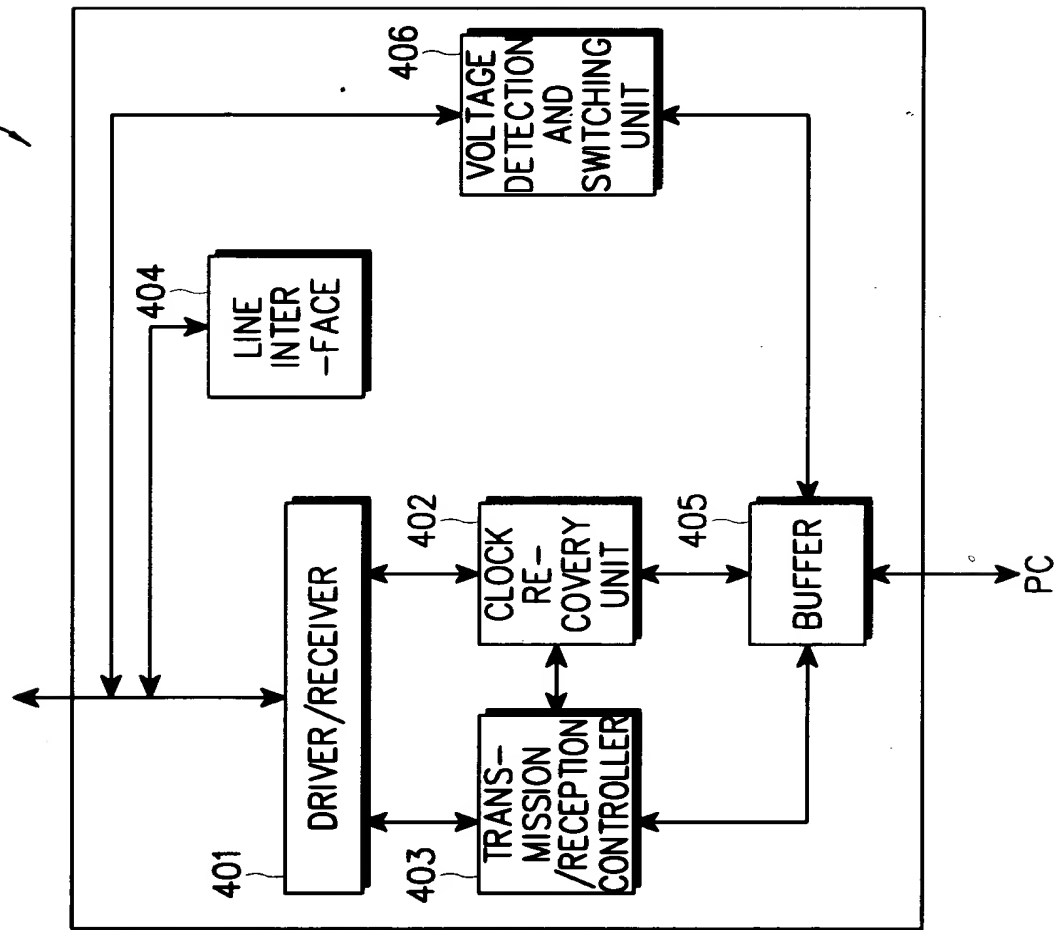 401
DRIVER/RECEIVER
403
TRANS-
MISSION
/RECEPTION
CONTROLLER
402
CLOCK
RE-
COVERY
UNIT
404
LINE
INTER
-FACE
405
BUFFER
406
VOLTAGE
DETECTION
AND
SWITCHING
UNIT
PC